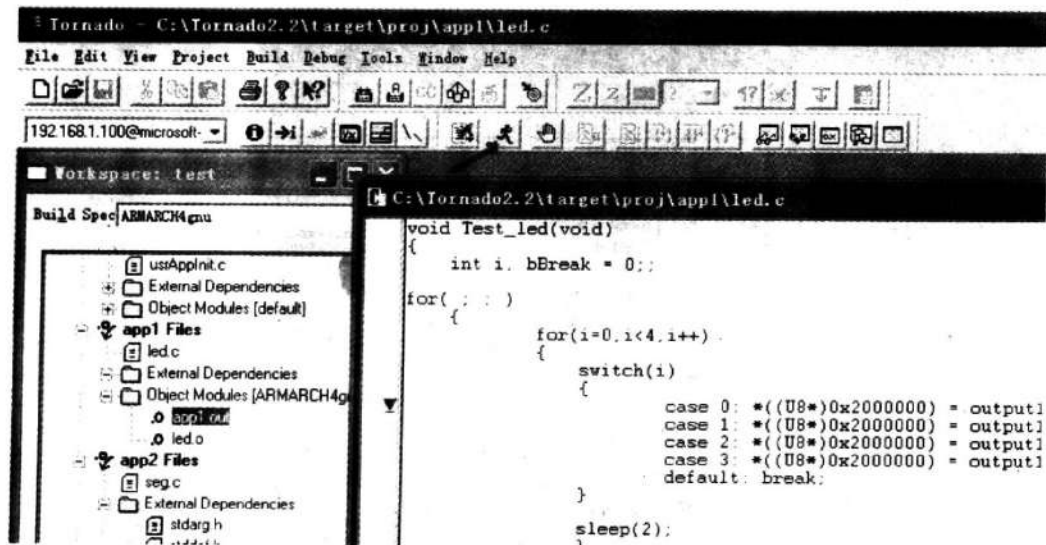 Tornado - C:\Tornado2.2\target\proj\app1\led.c
File Edit View Project Build Debug Tools Window Help
192.168.1.100@microsoft-
Workspace: test
Build Spec ARMARCH4gnu
usrAppInit.c
External Dependencies
Object Modules [default]
app1 Files
led.c
External Dependencies
Object Modules [ARMARCH4g
app1.out
led.o
app2 Files
seg.c
External Dependencies
stdarg.h
C:\Tornado2.2\target\proj\app1\led.c
void Test_led(void)
{
int i, bBreak = 0;;
for( ; ; )
{
for(i=0,i<4,i++)
{
switch(i)
{
case 0: *((U8*)0x2000000) = output1
case 1: *((U8*)0x2000000) = output1
case 2: *((U8*)0x2000000) = output1
case 3: *((U8*)0x2000000) = output1
default: break;
}
sleep(2);
}